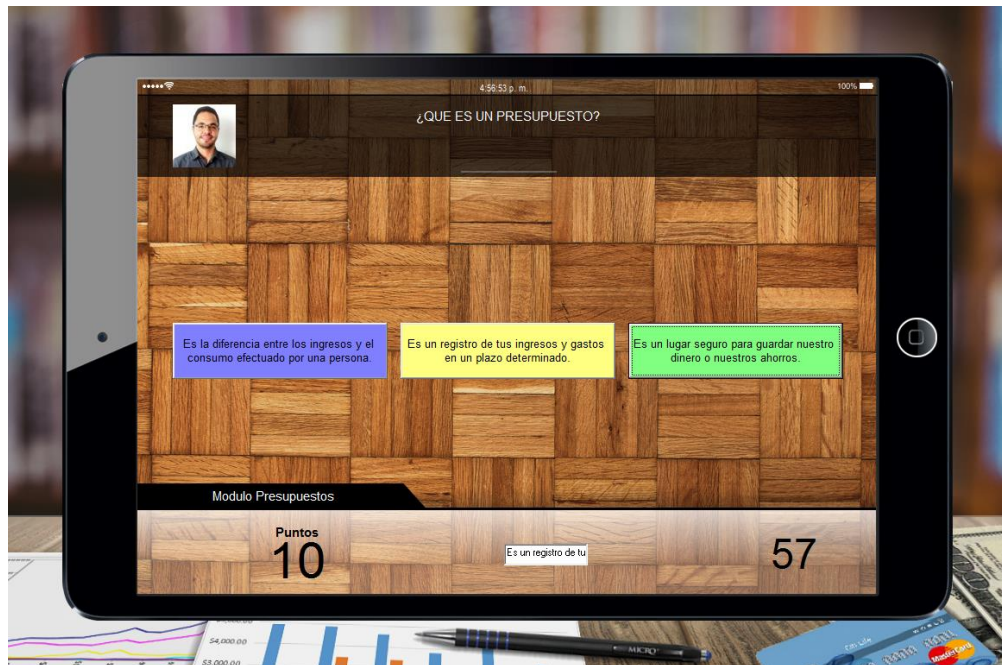 4:56:53 p. m.
100%
¿QUE ES UN PRESUPUESTO?
Es la diferencia entre los ingresos y el
consumo efectuado por una persona.
Es un registro de tus ingresos y gastos
en un plazo determinado.
Es un lugar seguro para guardar nuestro
dinero o nuestros ahorros.
Modulo Presupuestos
Puntos
10
Es un registro de tu
57
$4,000.00
$3,000.00
MICRO
MasterCard